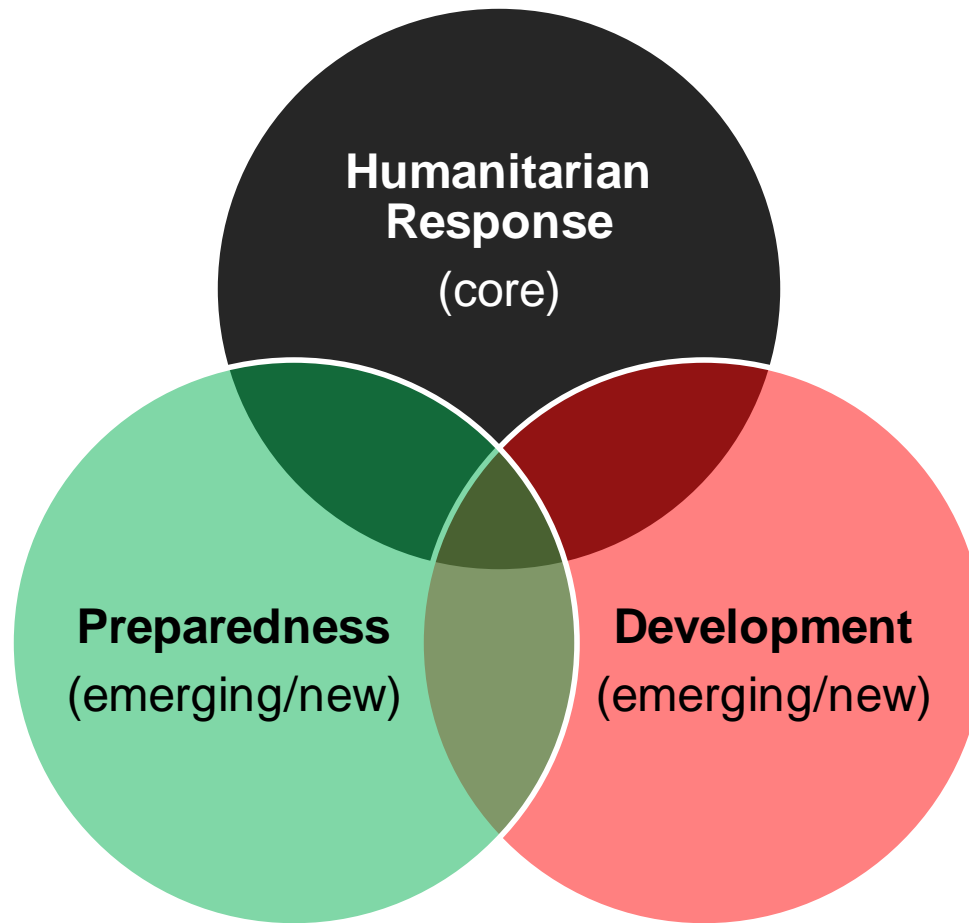 Humanitarian
Response
(core)
Preparedness
(emerging/new)
Development
(emerging/new)